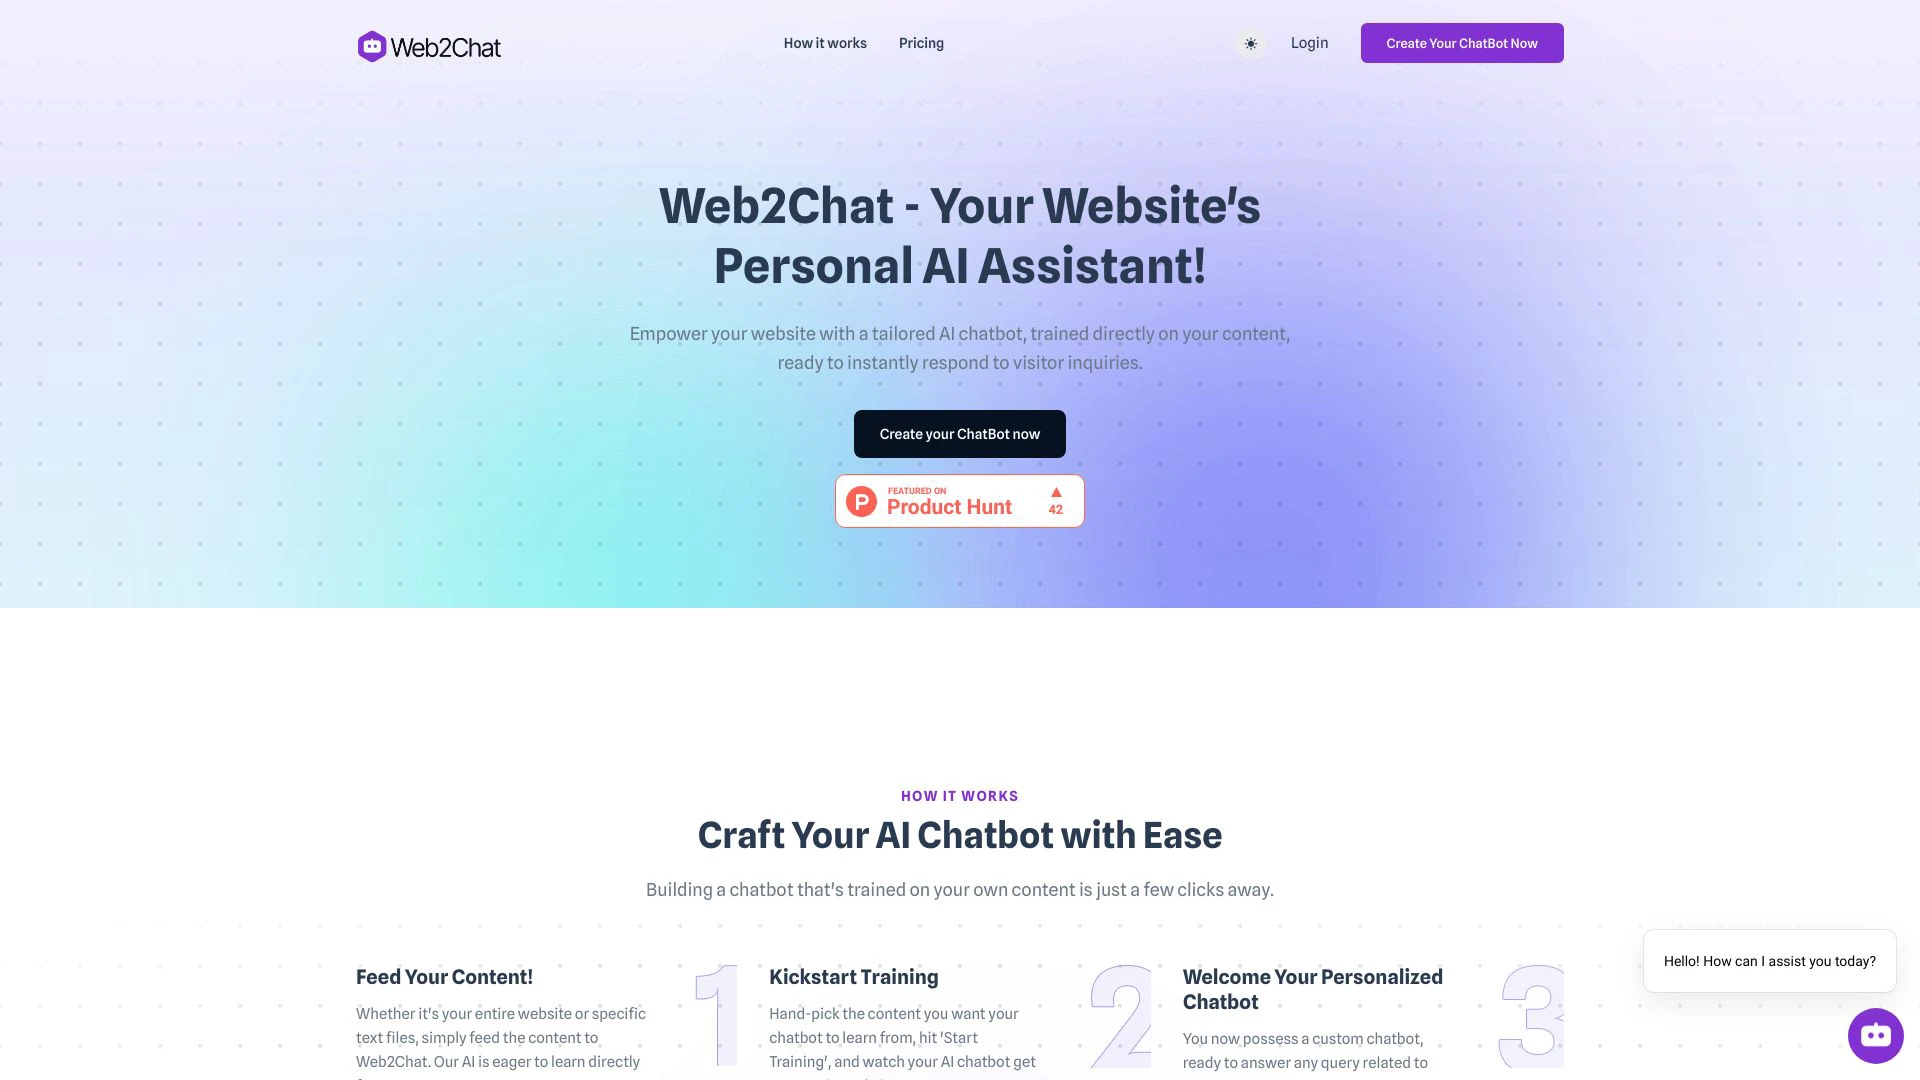 Web2Chat
How it works
Pricing
Login
Create Your ChatBot Now
Web2Chat - Your Website's
Personal AI Assistant!
Empower your website with a tailored AI chatbot, trained directly on your content,
ready to instantly respond to visitor inquiries.
Create your ChatBot now
P
FEATURED ON
Product Hunt
42
HOW IT WORKS
Craft Your AI Chatbot with Ease
Building a chatbot that's trained on your own content is just a few clicks away.
Feed Your Content!
1
Whether it's your entire website or specific
text files, simply feed the content to
Web2Chat. Our AI is eager to learn directly
Kickstart Training
2
Hand-pick the content you want your
chatbot to learn from, hit 'Start
Training', and watch your AI chatbot get
Welcome Your Personalized
Chatbot
3
You now possess a custom chatbot,
ready to answer any query related to
Hello! How can I assist you today?